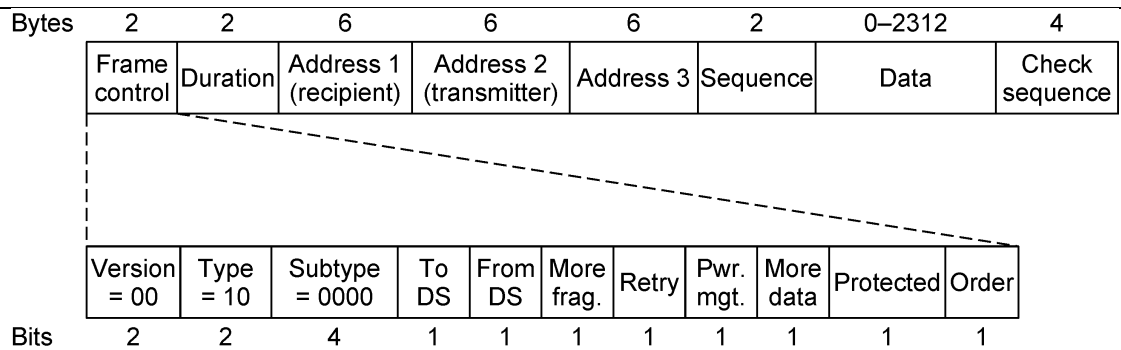 Bytes 2 2 6 6 6 2 0–2312 4
Frame control Duration Address 1 (recipient) Address 2 (transmitter) Address 3 Sequence Data Check sequence
Version = 00 Type = 10 Subtype = 0000 To DS From DS More frag. Retry Pwr. mgt. More data Protected Order
Bits 2 2 4 1 1 1 1 1 1 1 1